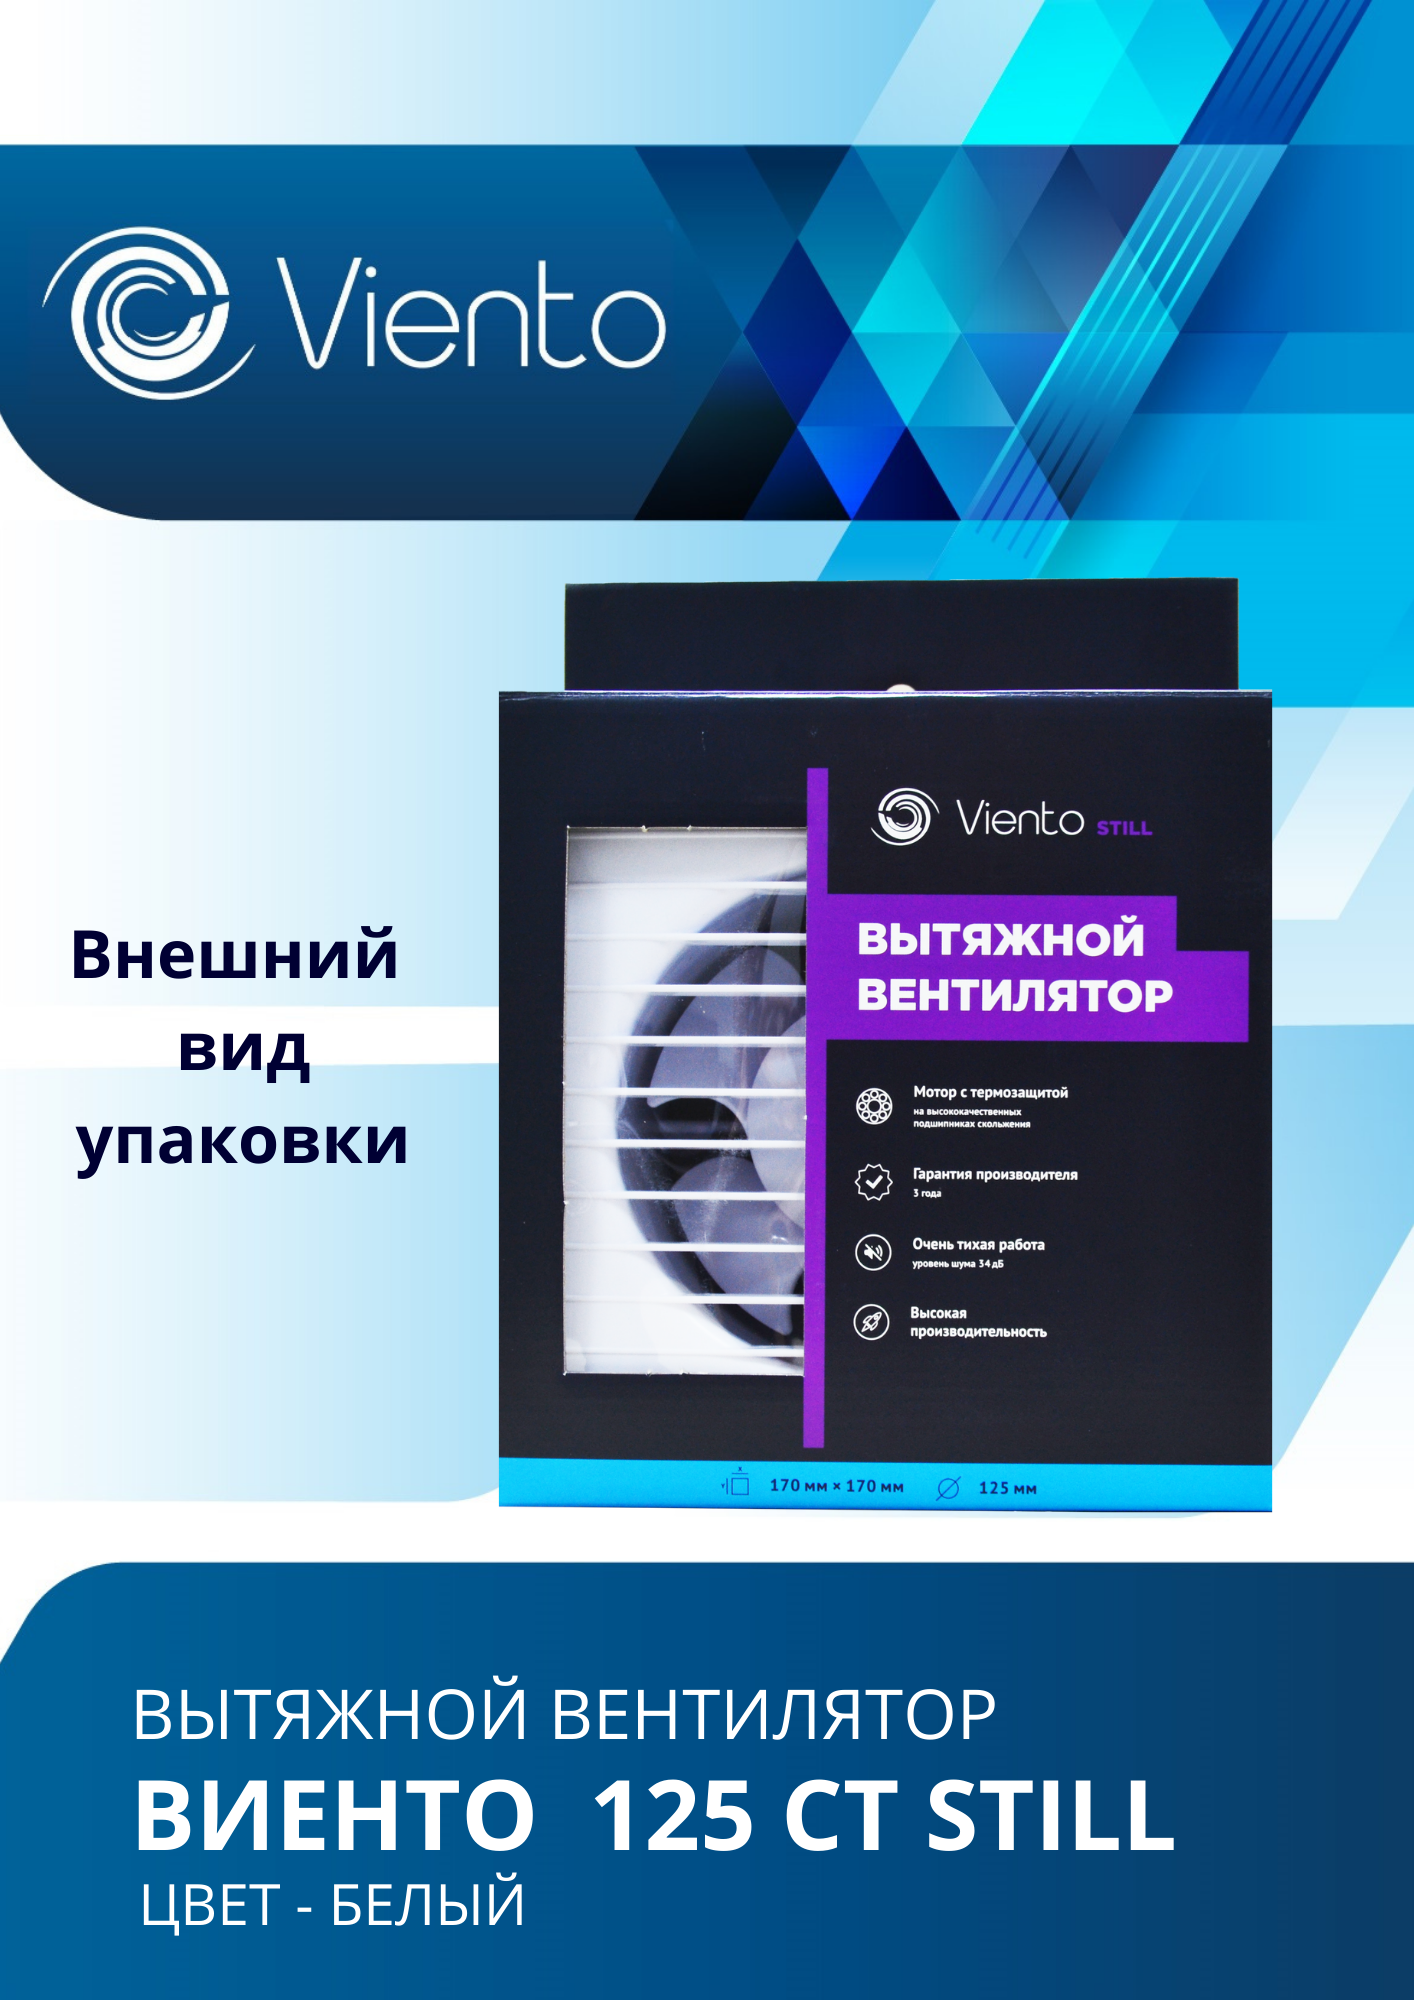 Viento
Внешний
вид
упаковки
Viento STILL
ВЫТЯЖНОЙ
ВЕНТИЛЯТОР
Мотор с термозащитой
на высококачественных
подшипниках скольжения
Гарантия производителя
3 года
Очень тихая работа
уровень шума 34 дБ
Высокая
производительность
x
Y
170 мм × 170 мм
125 мм
ВЫТЯЖНОЙ ВЕНТИЛЯТОР
ВИЕНТО 125 СТ STILL
ЦВЕТ - БЕЛЫЙ